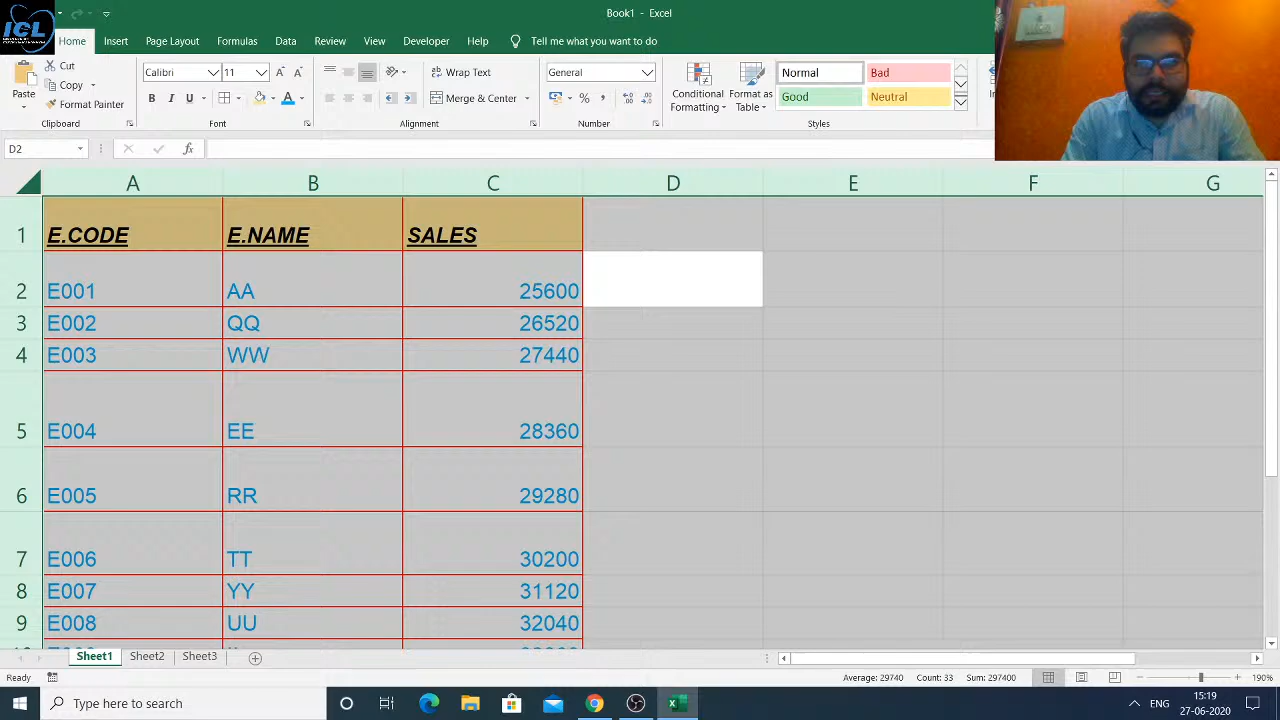 Book1 - Excel
ICL
Home Insert Page Layout Formulas Data Review View Developer Help Tell me what you want to do
Paste
Cut
Copy
Format Painter
Clipboard
Calibri 11
B I U
Font
Wrap Text
Merge & Center
Alignment
General
%
Number
Conditional Formatting
Format as Table
Normal Bad
Good Neutral
Styles
D2 fx
A B C D E F G
1 E.CODE E.NAME SALES
2 E001 AA 25600
3 E002 QQ 26520
4 E003 WW 27440
5 E004 EE 28360
6 E005 RR 29280
7 E006 TT 30200
8 E007 YY 31120
9 E008 UU 32040
Sheet1 Sheet2 Sheet3
Ready Average: 29740 Count: 33 Sum: 297400 190%
Type here to search
ENG 15:19
27-06-2020